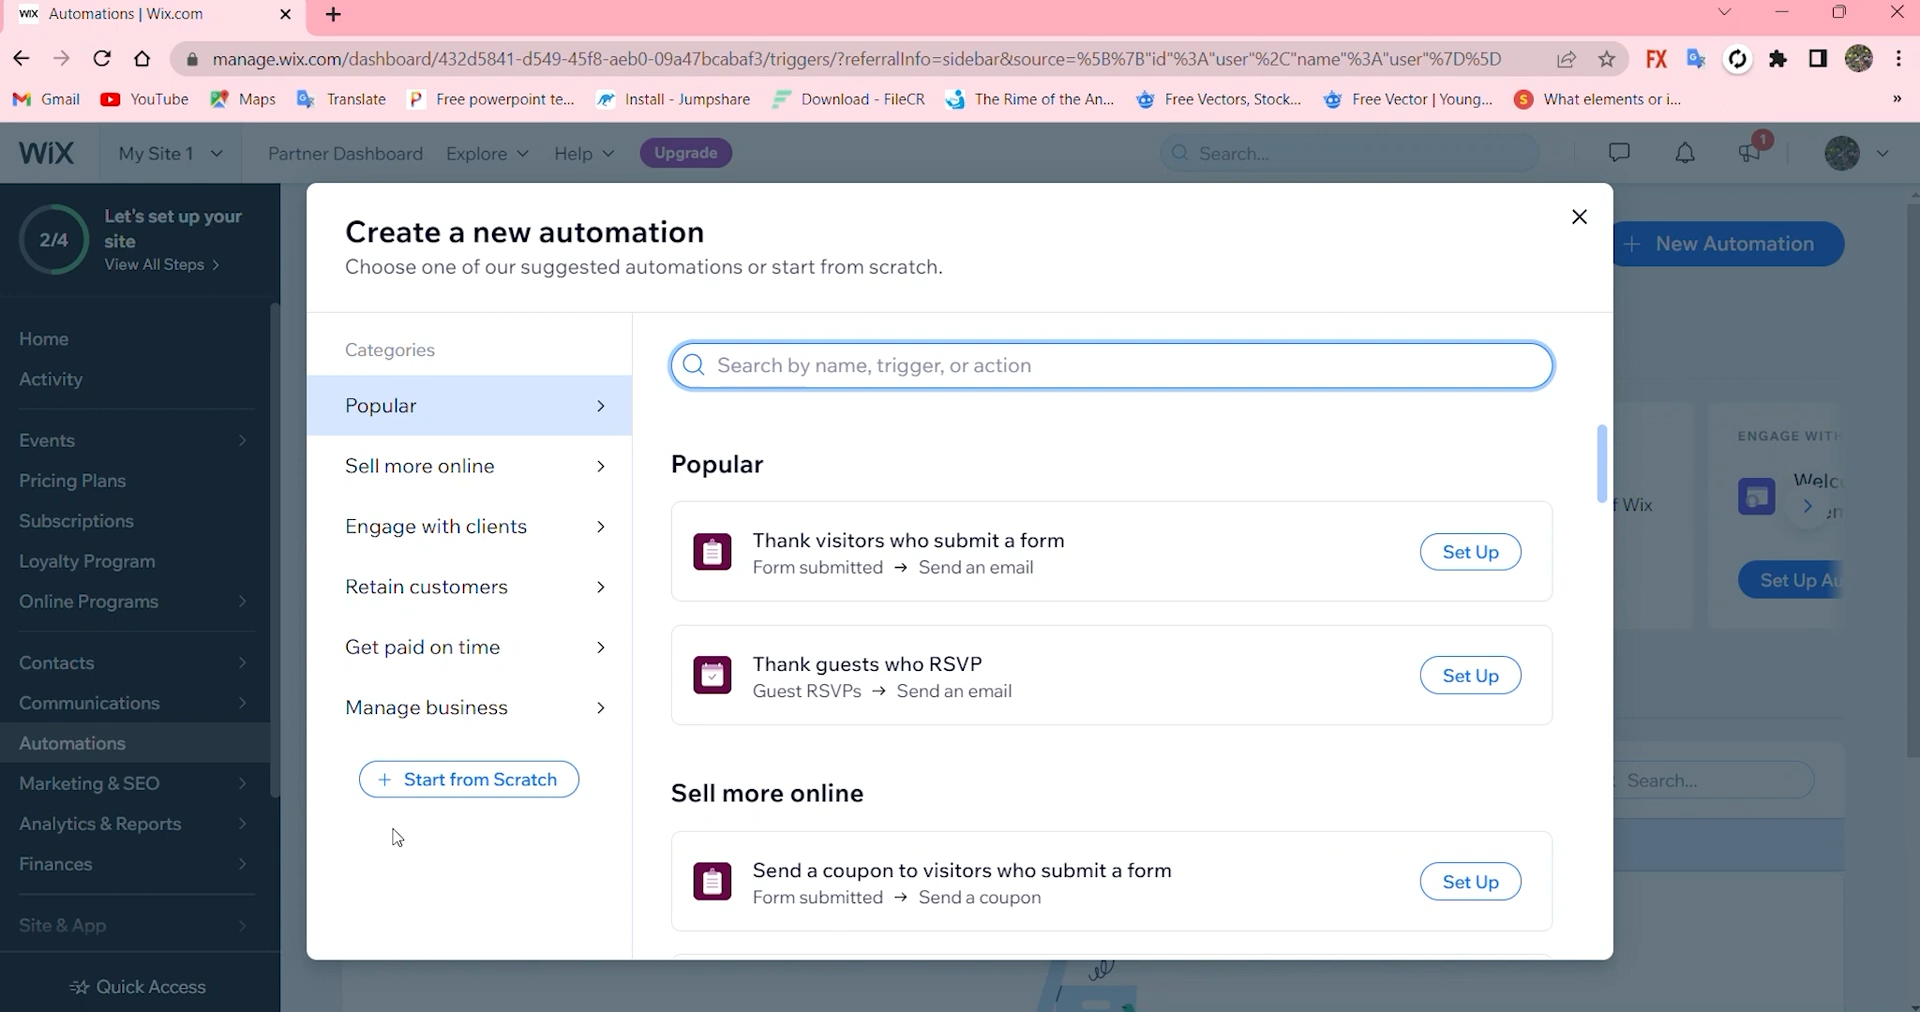 WiX Automations | Wix.com
manage.wix.com/dashboard/432d5841-d549-45f8-aeb0-09a47bcabaf3/triggers/?referralInfo=sidebar&source=%5B%7B"id"%3A"user"%2C"name"%3A"user"%7D%5D
FX
Gmail YouTube Maps Translate Free powerpoint te... Install - Jumpshare Download - FileCR The Rime of the An... Free Vectors, Stock... Free Vector | Young... What elements or i... »
WiX My Site 1 Partner Dashboard Explore Help Upgrade Search... 1
2/4
Let's set up your
site
View All Steps >
Home
Activity
Events
Pricing Plans
Subscriptions
Loyalty Program
Online Programs
Contacts
Communications
Automations
Marketing & SEO
Analytics & Reports
Finances
Site & App
Quick Access
Create a new automation
Choose one of our suggested automations or start from scratch.
Categories
Popular
Sell more online
Engage with clients
Retain customers
Get paid on time
Manage business
+ Start from Scratch
Search by name, trigger, or action
Popular
Thank visitors who submit a form
Form submitted → Send an email
Set Up
Thank guests who RSVP
Guest RSVPs → Send an email
Set Up
Sell more online
Send a coupon to visitors who submit a form
Form submitted → Send a coupon
Set Up
+ New Automation
ENGAGE WITH
f Wix
Set Up Au
Search...